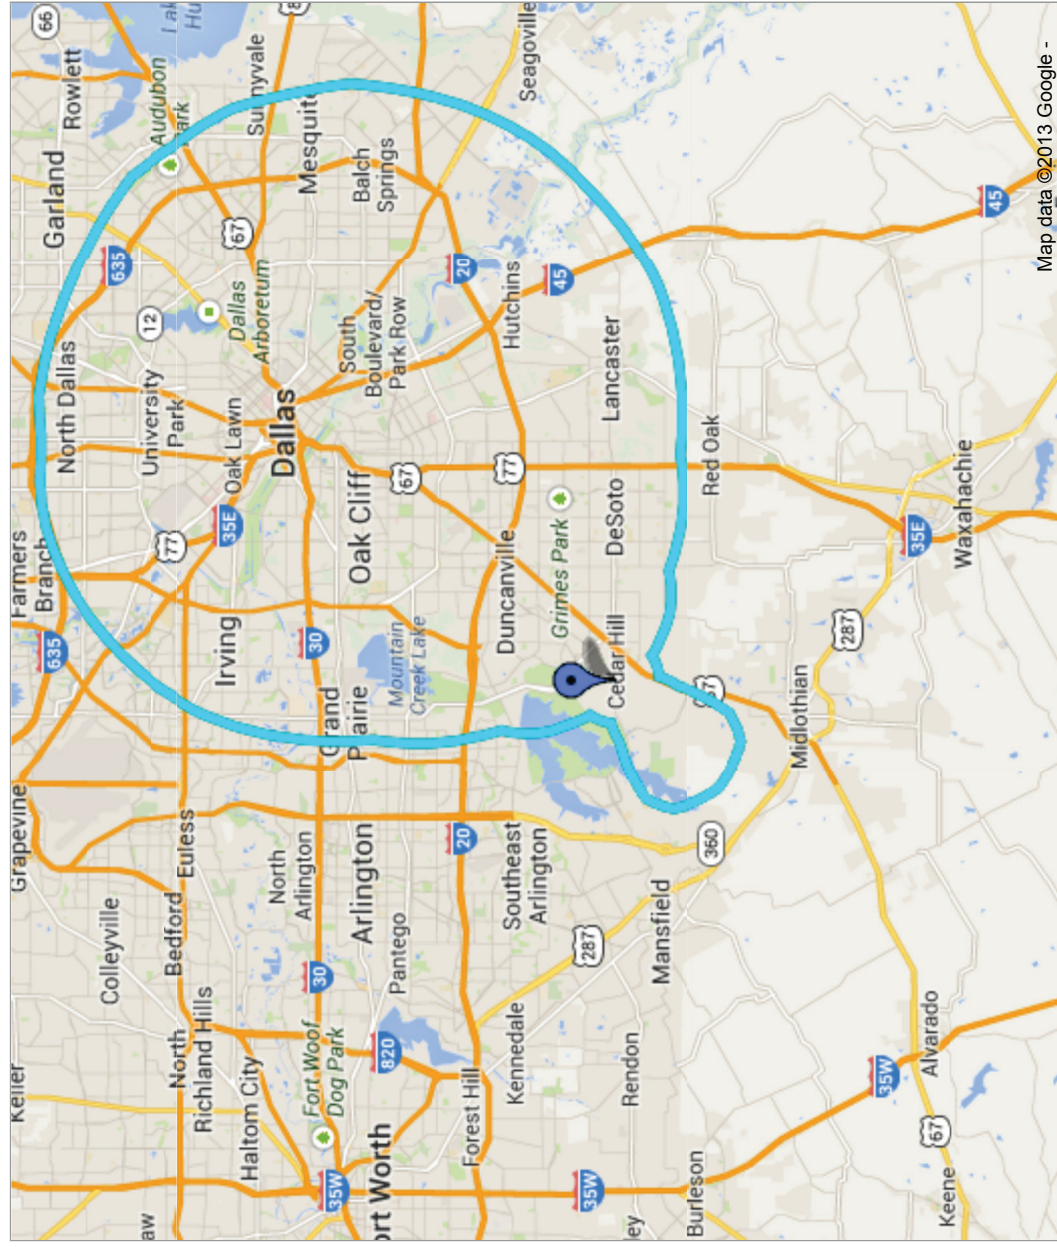 Keller
Grapevine
635
Farmers
Branch
66
Garland
North Dallas
Rowlett
Colleyville
635
aw
Bedford
University
Park
12
Audubon
Park
Lak
Hu
North
Richland Hills
Euless
77
Irving
35E
Oak Lawn
67
Dallas
Arboretum
Haltom City
Sunnyvale
Dallas
North
Arlington
Mesquite
Fort Woof
Dog Park
30
30
35W
Grand
Prairie
South
Boulevard/
Park Row
Balch
Springs
ort Worth
Arlington
Oak Cliff
820
Pantego
Mountain
Creek Lake
67
Forest Hill
20
20
Kennedale
Southeast
Arlington
Duncanville
77
Hutchins
Seagoville
Grimes Park
45
35W
287
Cedar Hill
DeSoto
Lancaster
ley
Rendon
Mansfield
Burleson
360
67
Red Oak
Midlothian
287
35W
Alvarado
35E
Keene
67
Waxahachie
45
Map data ©2013 Google -